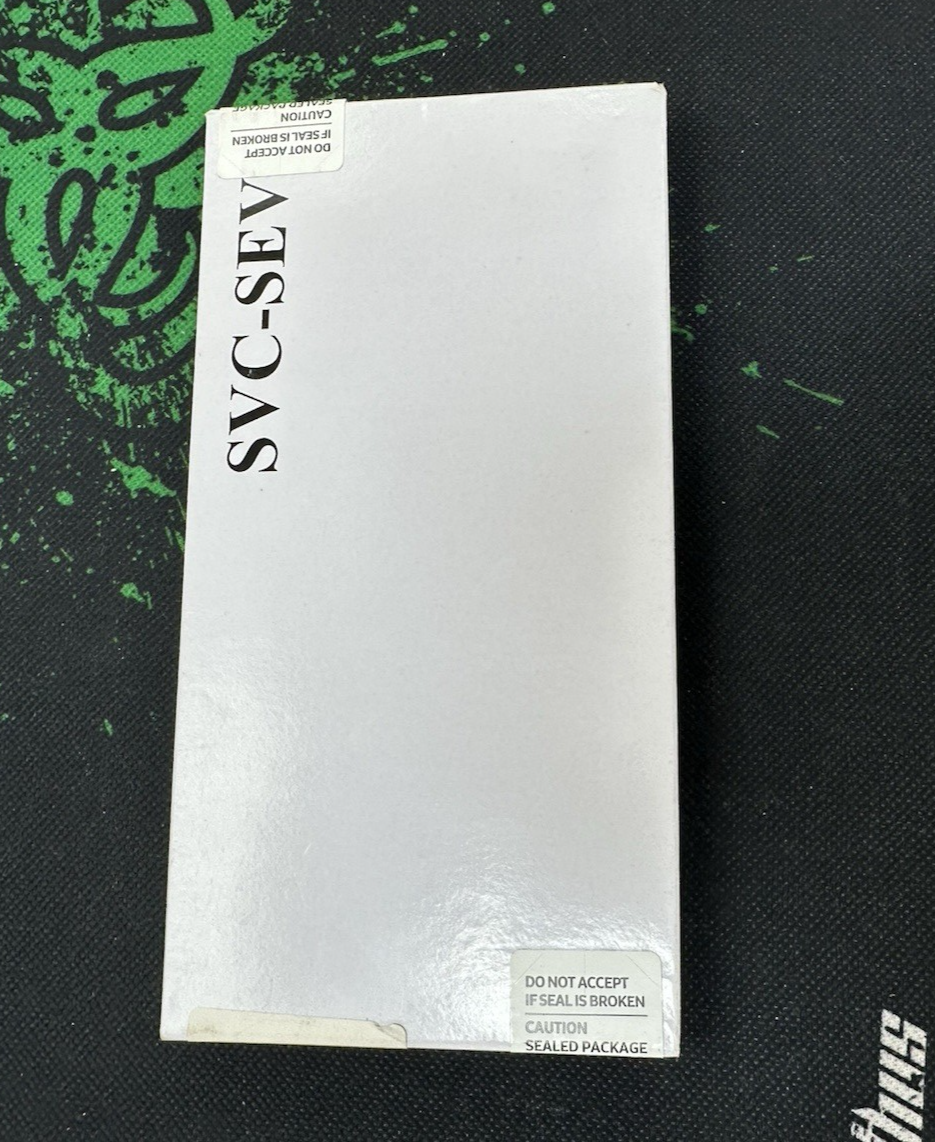 SEALED PACKAGE
CAUTION
IF SEAL IS BROKEN
DO NOT ACCEPT
SVC-SEV
DO NOT ACCEPT
IF SEAL IS BROKEN
CAUTION
SEALED PACKAGE